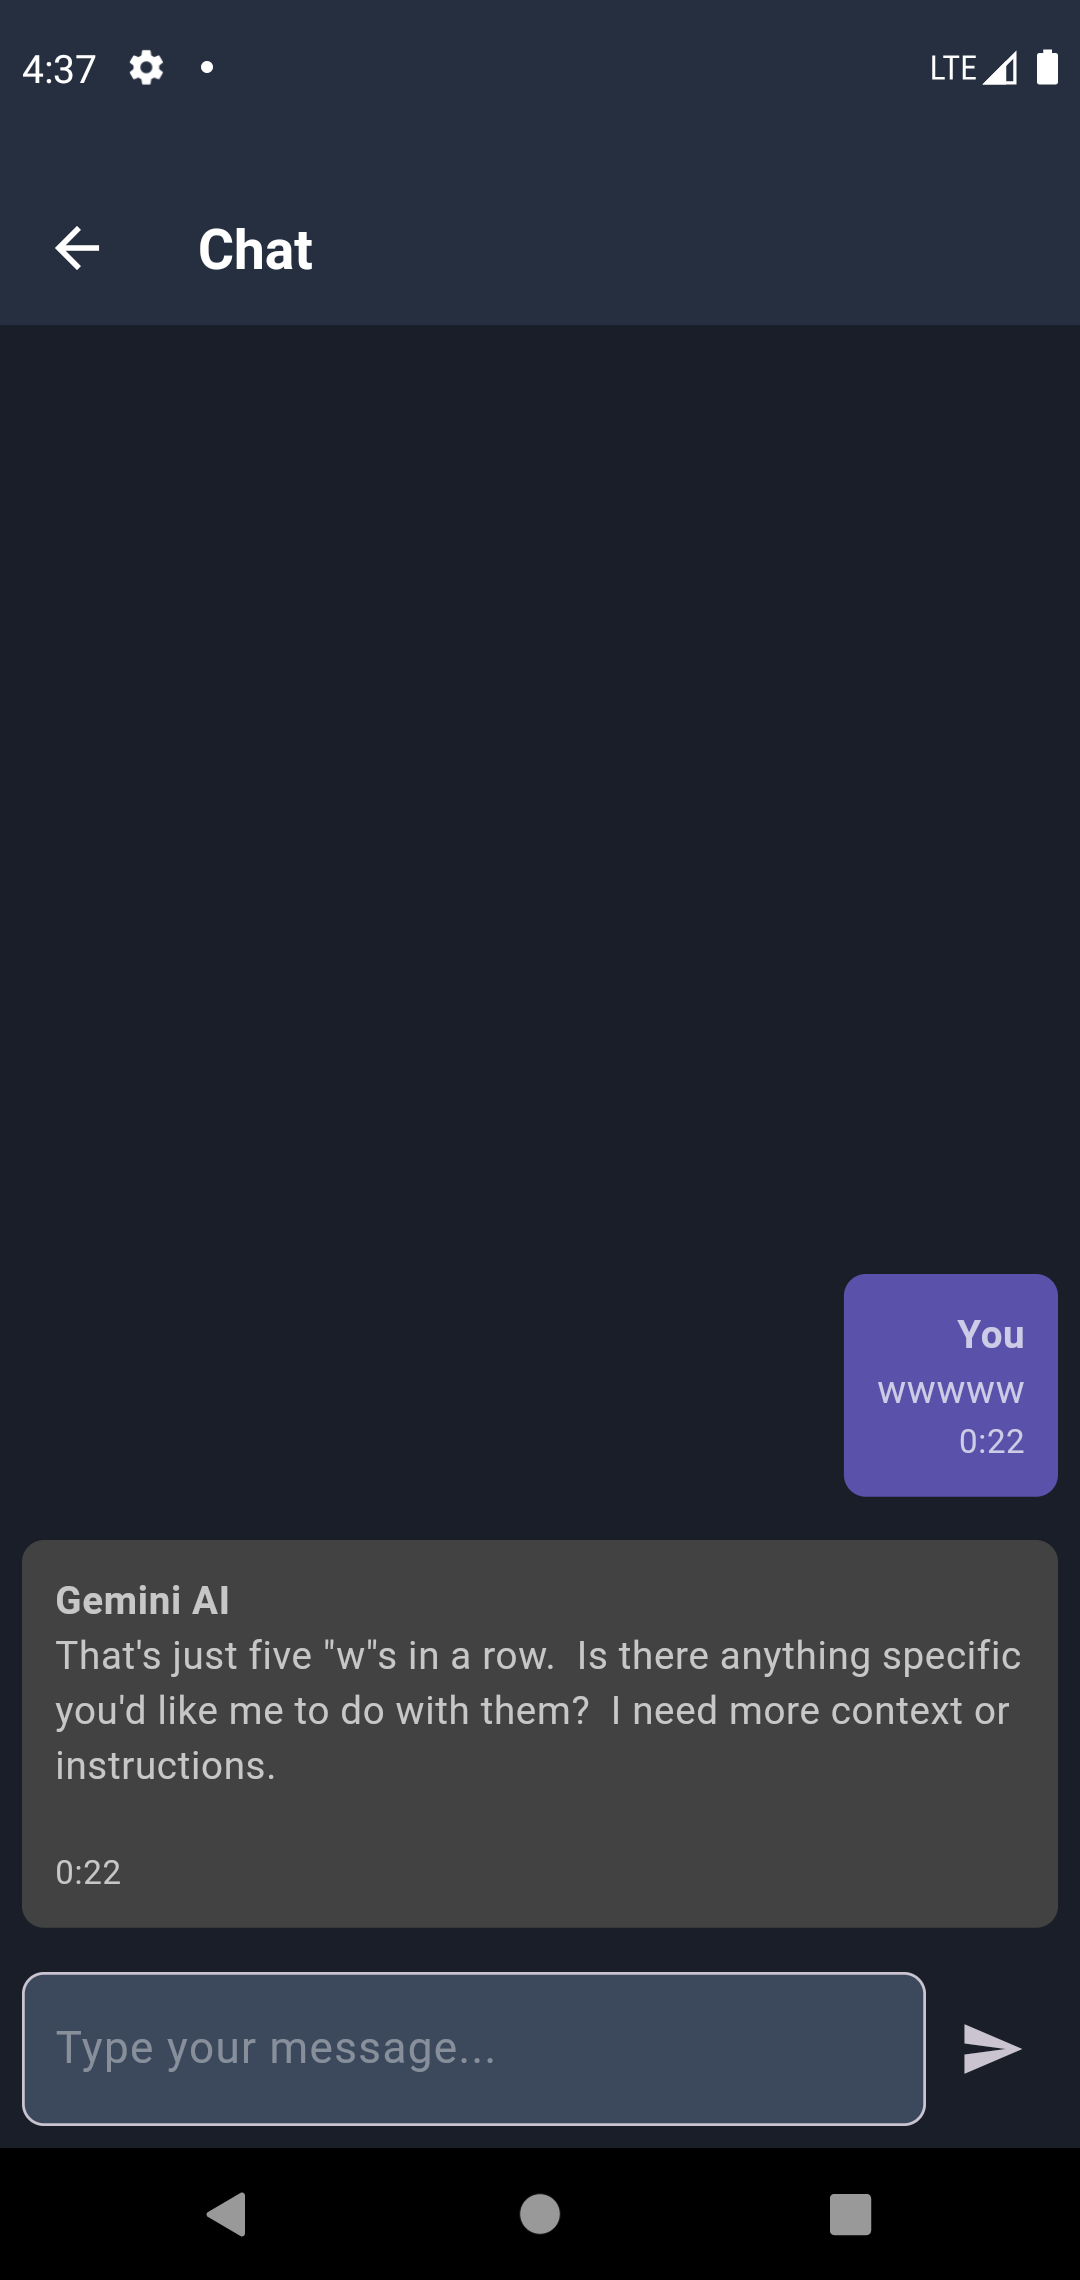 4:37
LTE
Chat
You
wwwww
0:22
Gemini AI
That's just five "w"s in a row.  Is there anything specific
you'd like me to do with them?  I need more context or
instructions.
0:22
Type your message...